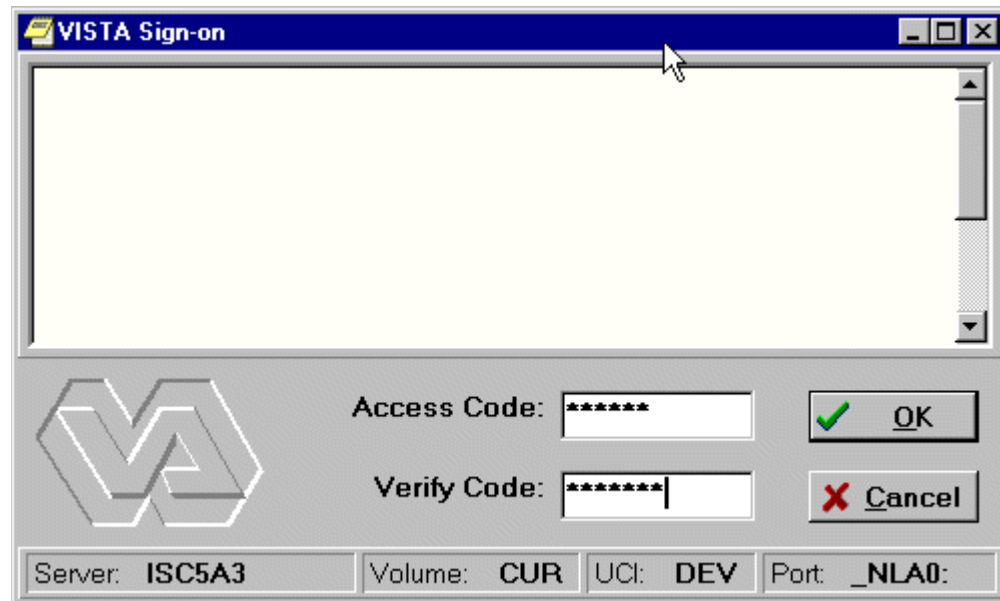 VISTA Sign-on
Access Code: ******
OK
Verify Code: *******
Cancel
Server: ISC5A3 Volume: CUR UCI: DEV Port: _NLA0: